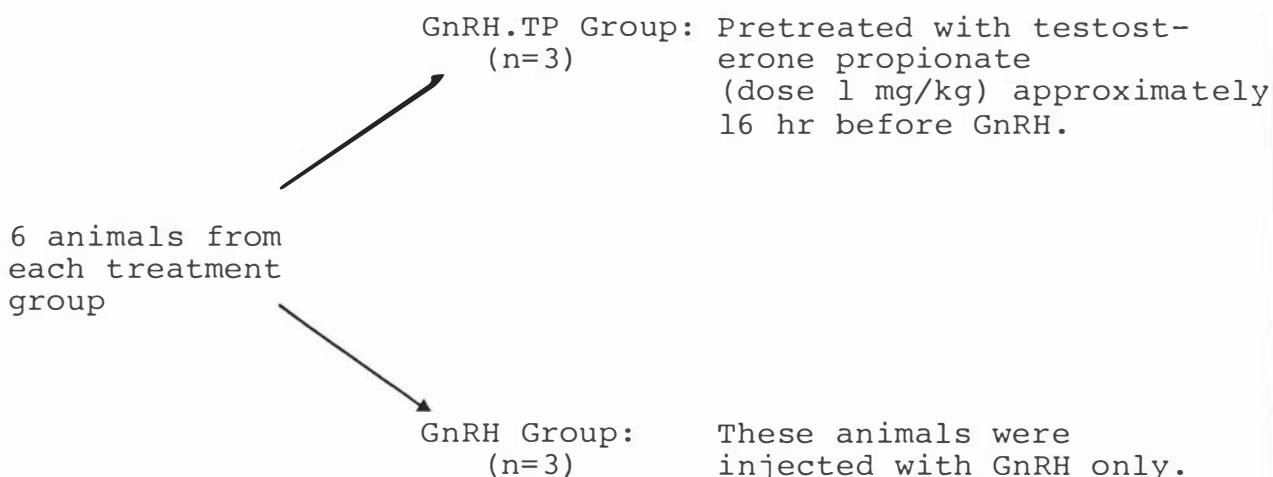 GnRH.TP Group: Pretreated with testost-
(n=3) erone propionate
(dose 1 mg/kg) approximately
16 hr before GnRH.
6 animals from
each treatment
group
GnRH Group: These animals were
(n=3) injected with GnRH only.